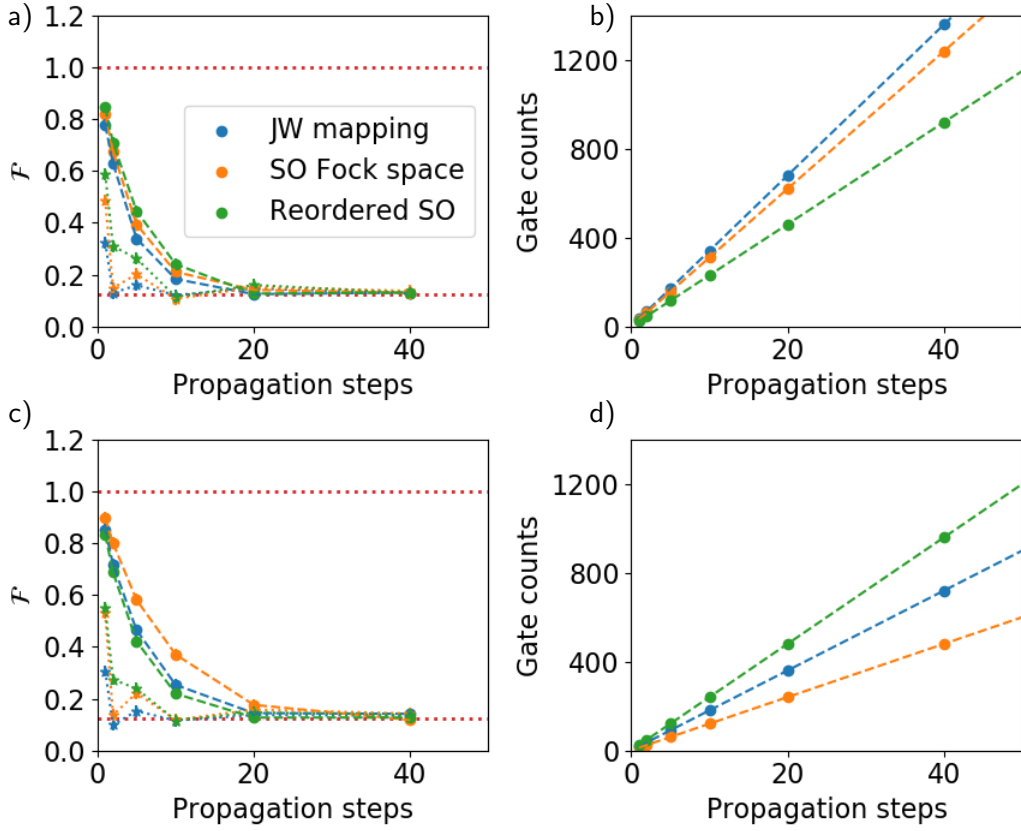 a)
1.2
1.0
0.8
0.6
0.4
0.2
0.0
ℱ
JW mapping
SO Fock space
Reordered SO
0
20
40
Propagation steps
b)
1200
800
400
0
Gate counts
0
20
40
Propagation steps
c)
1.2
1.0
0.8
0.6
0.4
0.2
0.0
ℱ
0
20
40
Propagation steps
d)
1200
800
400
0
Gate counts
0
20
40
Propagation steps